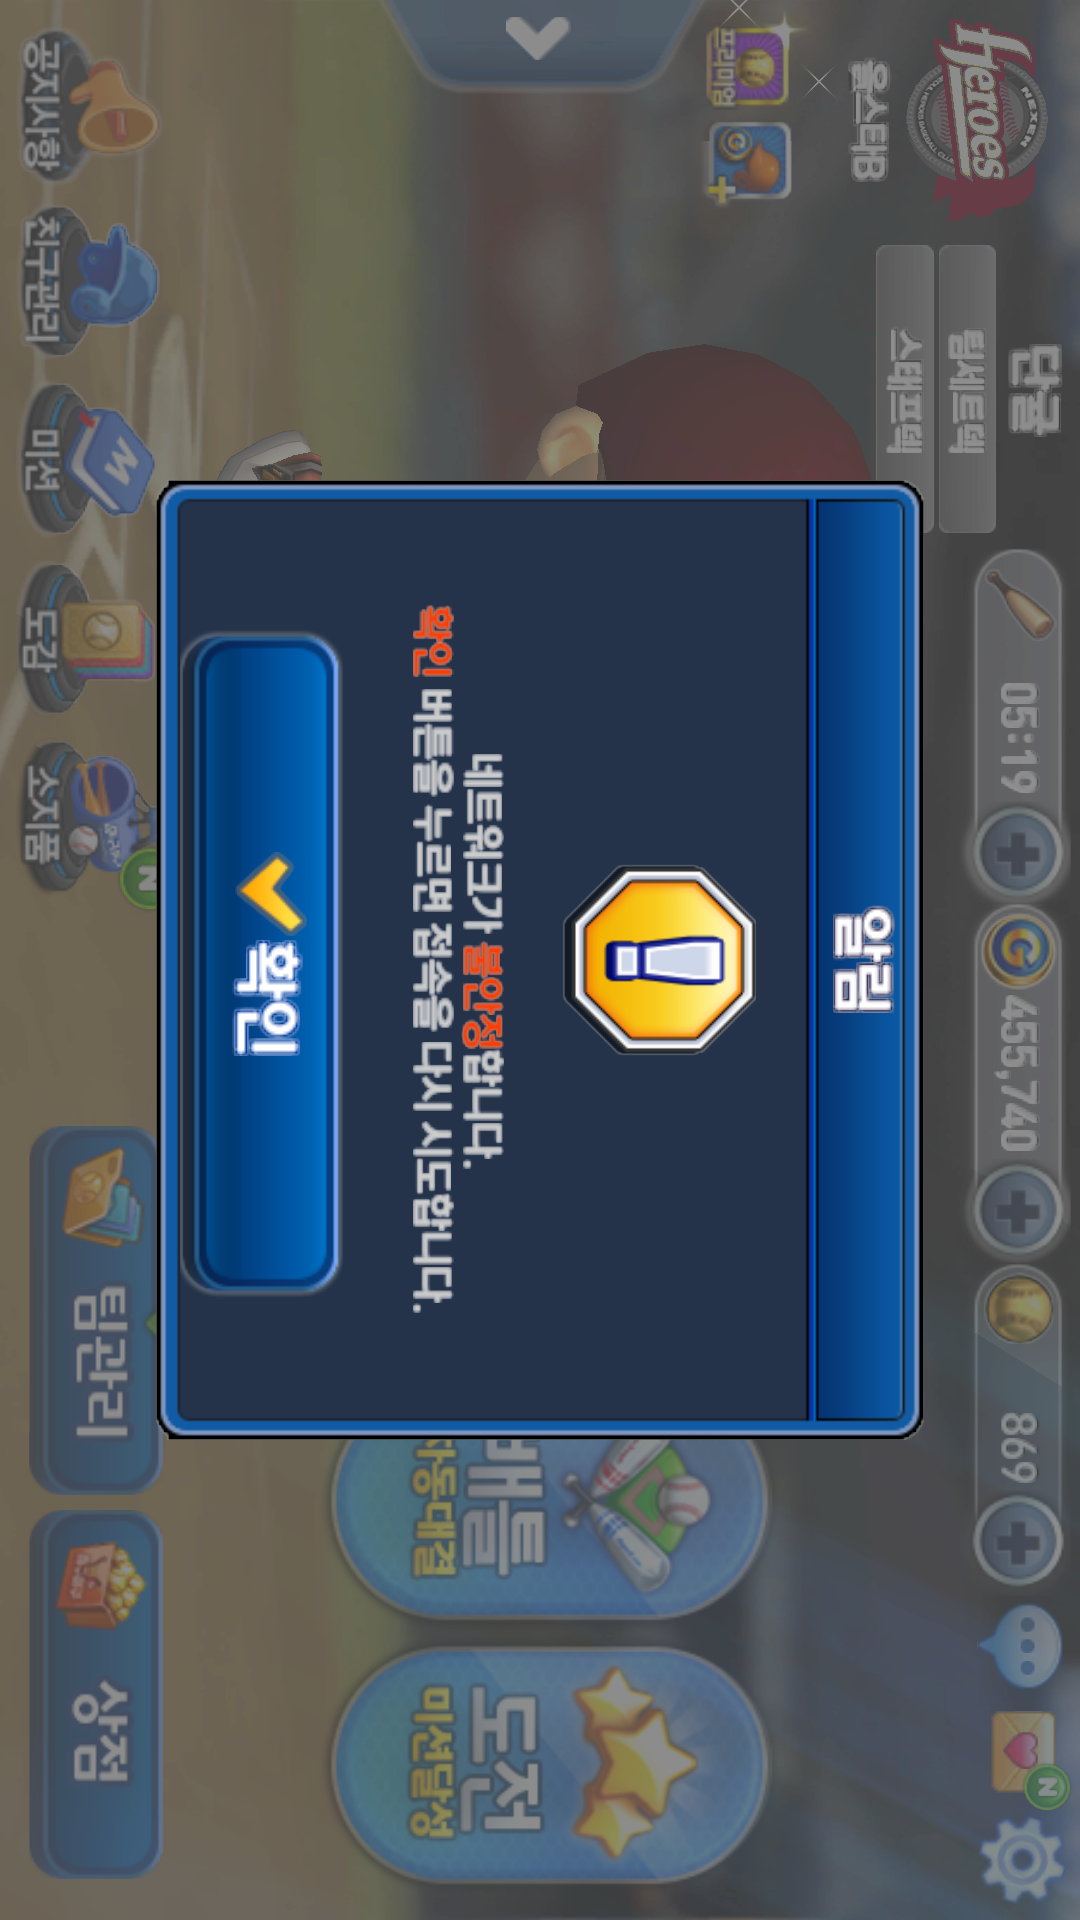 단글
팀세트덱
스태프덱
05:19
455,740
869
N
Heroes
NEXEN
올스타B
프리미엄
알림
네트워크가 불안정합니다.
확인 버튼을 누르면 접속을 다시 시도합니다.
확인
배틀
자동대결
도전
미션달성
공지사항
친구관리
미션
도감
소지품
N
팀관리
상점